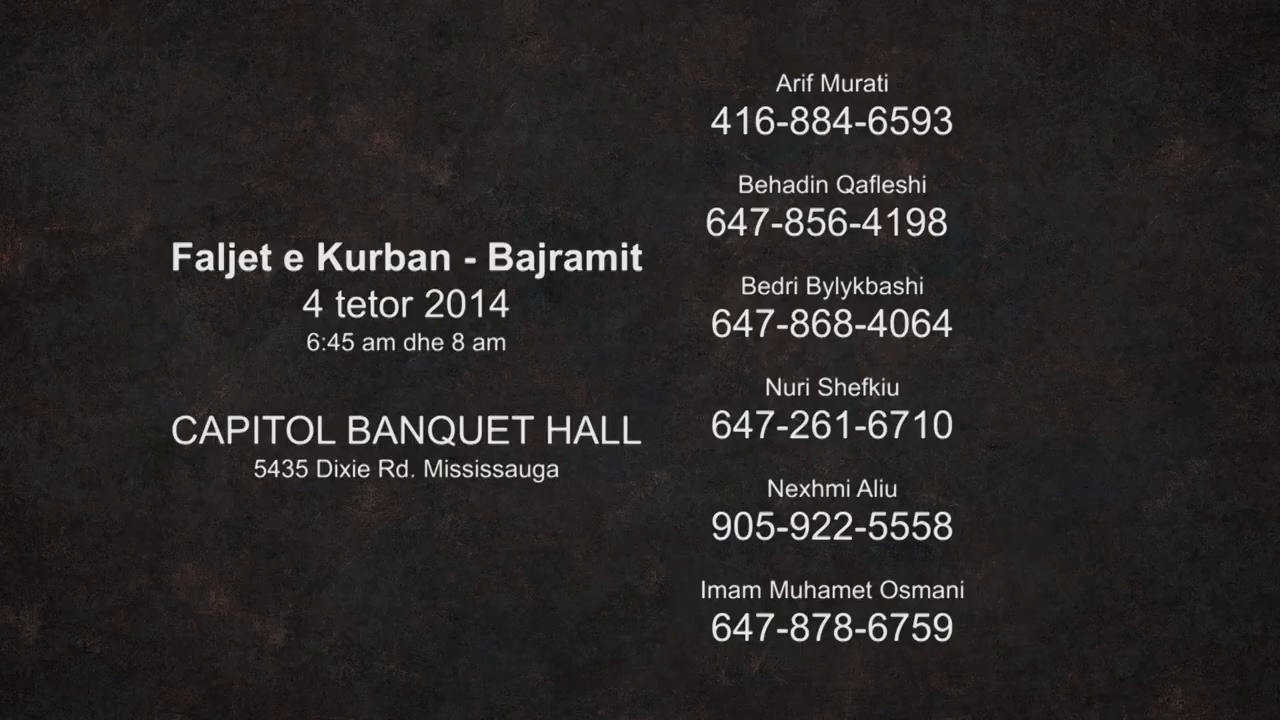 Faljet e Kurban - Bajramit
4 tetor 2014
6:45 am dhe 8 am
CAPITOL BANQUET HALL
5435 Dixie Rd. Mississauga
Arif Murati
416-884-6593
Behadin Qafleshi
647-856-4198
Bedri Bylykbashi
647-868-4064
Nuri Shefkiu
647-261-6710
Nexhmi Aliu
905-922-5558
Imam Muhamet Osmani
647-878-6759